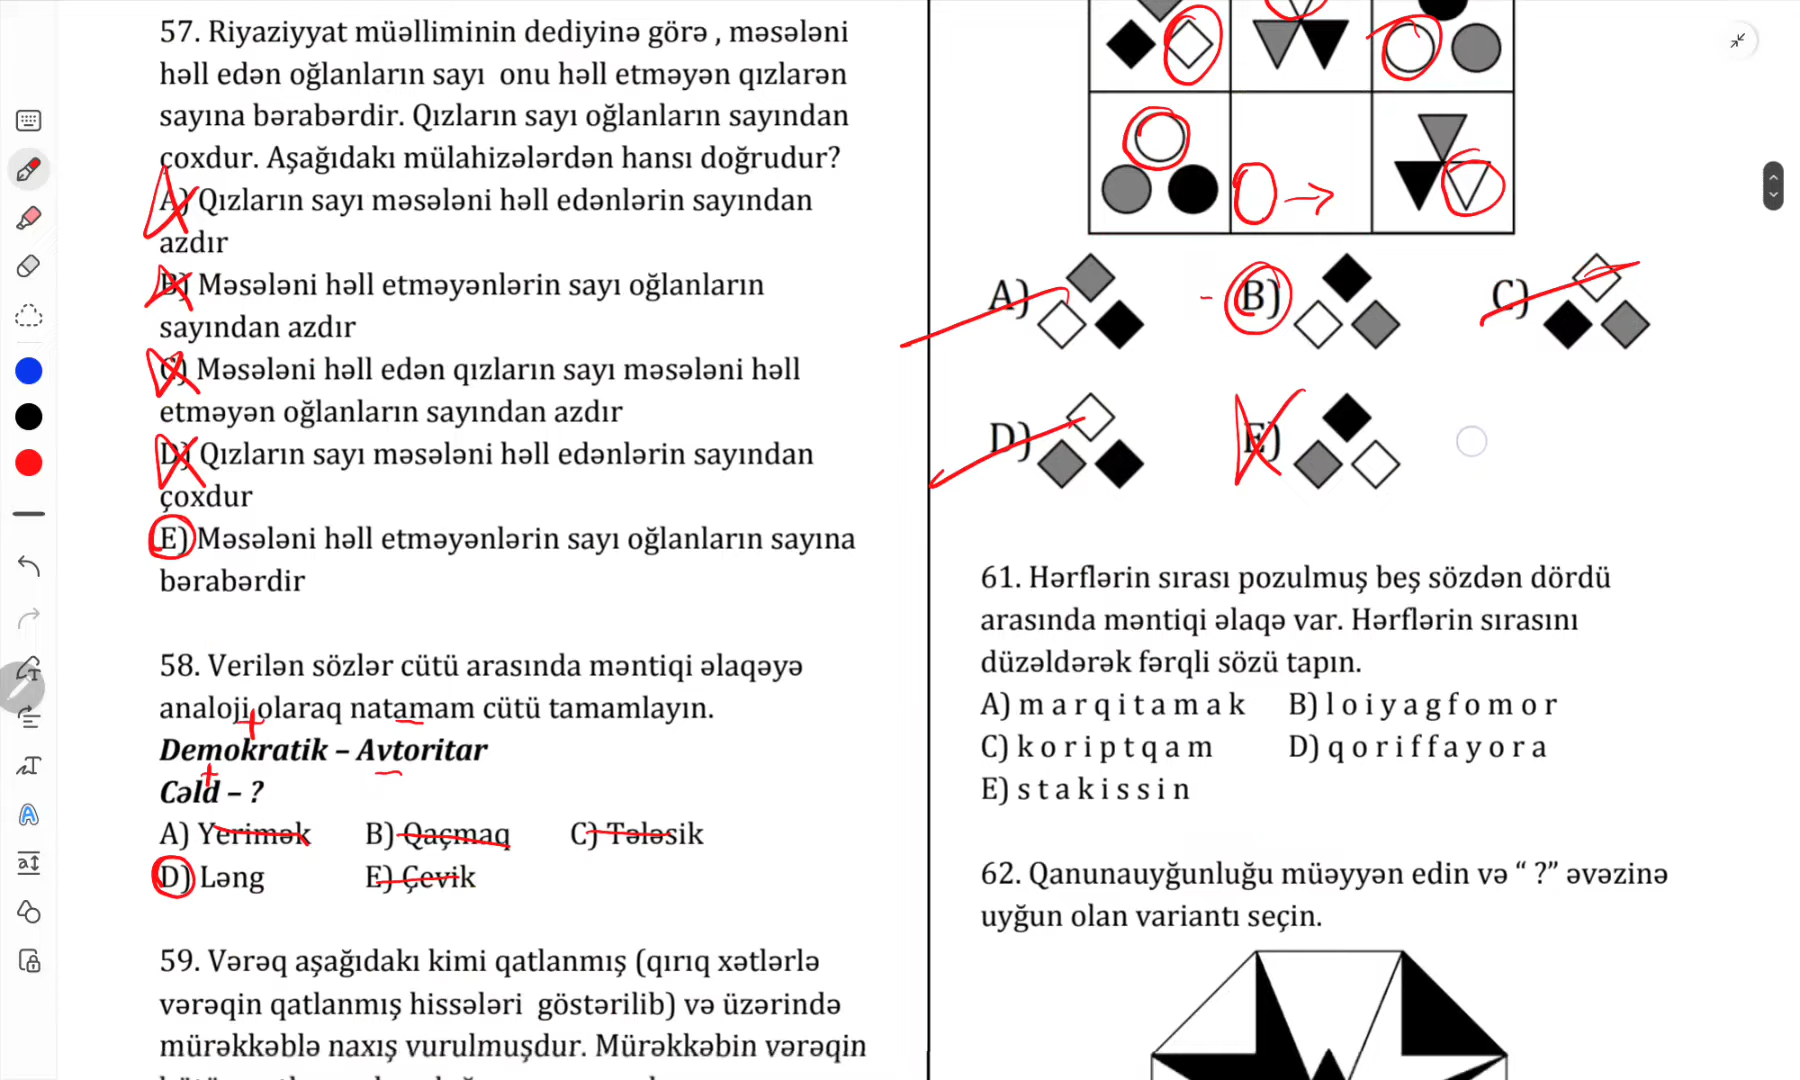 57. Riyaziyyat müəlliminin dediyinə görə , məsələni
həll edən oğlanların sayı onu həll etməyən qızlarən
sayına bərabərdir. Qızların sayı oğlanların sayından
çoxdur. Aşağıdakı mülahizələrdən hansı doğrudur?
A) Qızların sayı məsələni həll edənlərin sayından
azdır
B) Məsələni həll etməyənlərin sayı oğlanların
sayından azdır
C) Məsələni həll edən qızların sayı məsələni həll
etməyən oğlanların sayından azdır
D) Qızların sayı məsələni həll edənlərin sayından
çoxdur
E) Məsələni həll etməyənlərin sayı oğlanların sayına
bərabərdir
58. Verilən sözlər cütü arasında məntiqi əlaqəyə
analoji olaraq natamam cütü tamamlayın.
Demokratik – Avtoritar
Cəld – ?
A) Yerimək B) Qaçmaq C) Tələsik
D) Ləng E) Çevik
59. Vərəq aşağıdakı kimi qatlanmış (qırıq xətlərlə
vərəqin qatlanmış hissələri göstərilib) və üzərində
mürəkkəblə naxış vurulmuşdur. Mürəkkəbin vərəqin
A) B) C)
D) E)
61. Hərflərin sırası pozulmuş beş sözdən dördü
arasında məntiqi əlaqə var. Hərflərin sırasını
düzəldərək fərqli sözü tapın.
A) m a r q i t a m a k B) l o i y a g f o m o r
C) k o r i p t q a m D) q o r i f f a y o r a
E) s t a k i s s i n
62. Qanunauyğunluğu müəyyən edin və “ ?” əvəzinə
uyğun olan variantı seçin.